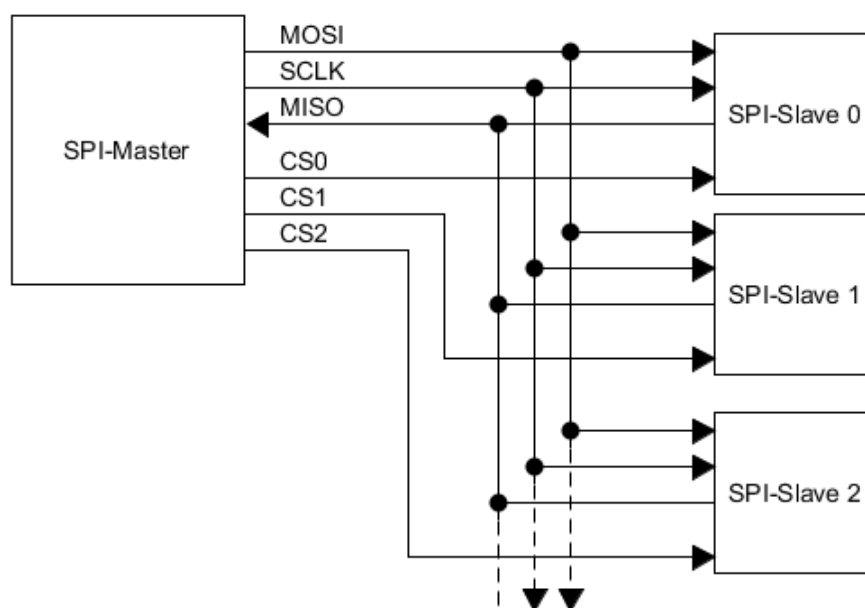 MOSI
SCLK
MISO
SPI-Master
CS0
CS1
CS2
SPI-Slave 0
SPI-Slave 1
SPI-Slave 2